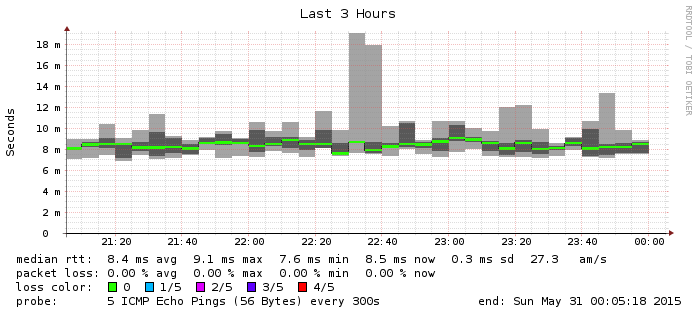 Last 3 Hours
RRDTOOL / TOBI OETIKER
Seconds
18 m
16 m
14 m
12 m
10 m
8 m
6 m
4 m
2 m
0
21:20 21:40 22:00 22:20 22:40 23:00 23:20 23:40 00:00
median rtt: 8.4 ms avg 9.1 ms max 7.6 ms min 8.5 ms now 0.3 ms sd 27.3 am/s
packet loss: 0.00 % avg 0.00 % max 0.00 % min 0.00 % now
loss color: 0 1/5 2/5 3/5 4/5
probe: 5 ICMP Echo Pings (56 Bytes) every 300s end: Sun May 31 00:05:18 2015